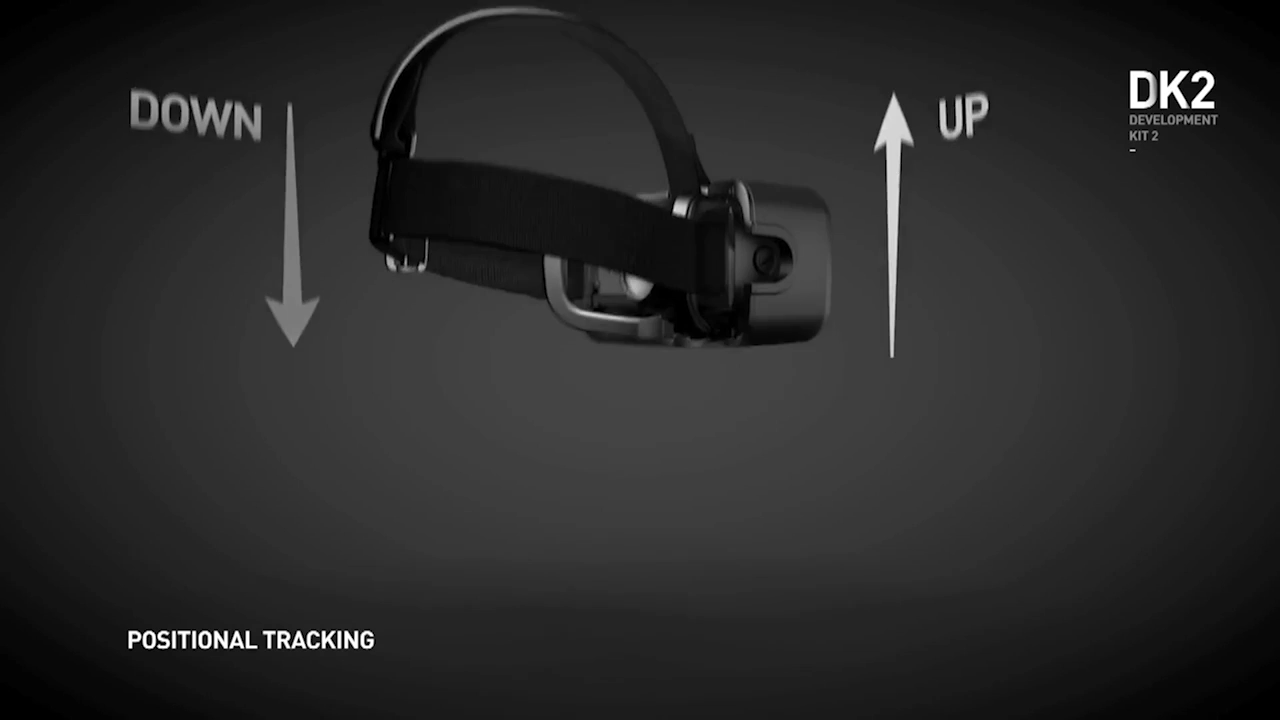 DOWN
UP
DK2
DEVELOPMENT
KIT 2
POSITIONAL TRACKING